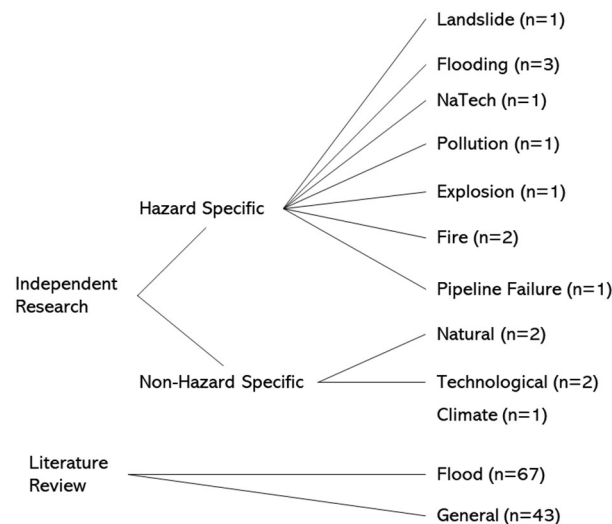 Landslide (n=1)
Flooding (n=3)
NaTech (n=1)
Pollution (n=1)
Explosion (n=1)
Hazard Specific
Fire (n=2)
Independent
Research
Pipeline Failure (n=1)
Natural (n=2)
Non-Hazard Specific
Technological (n=2)
Climate (n=1)
Literature
Review
Flood (n=67)
General (n=43)